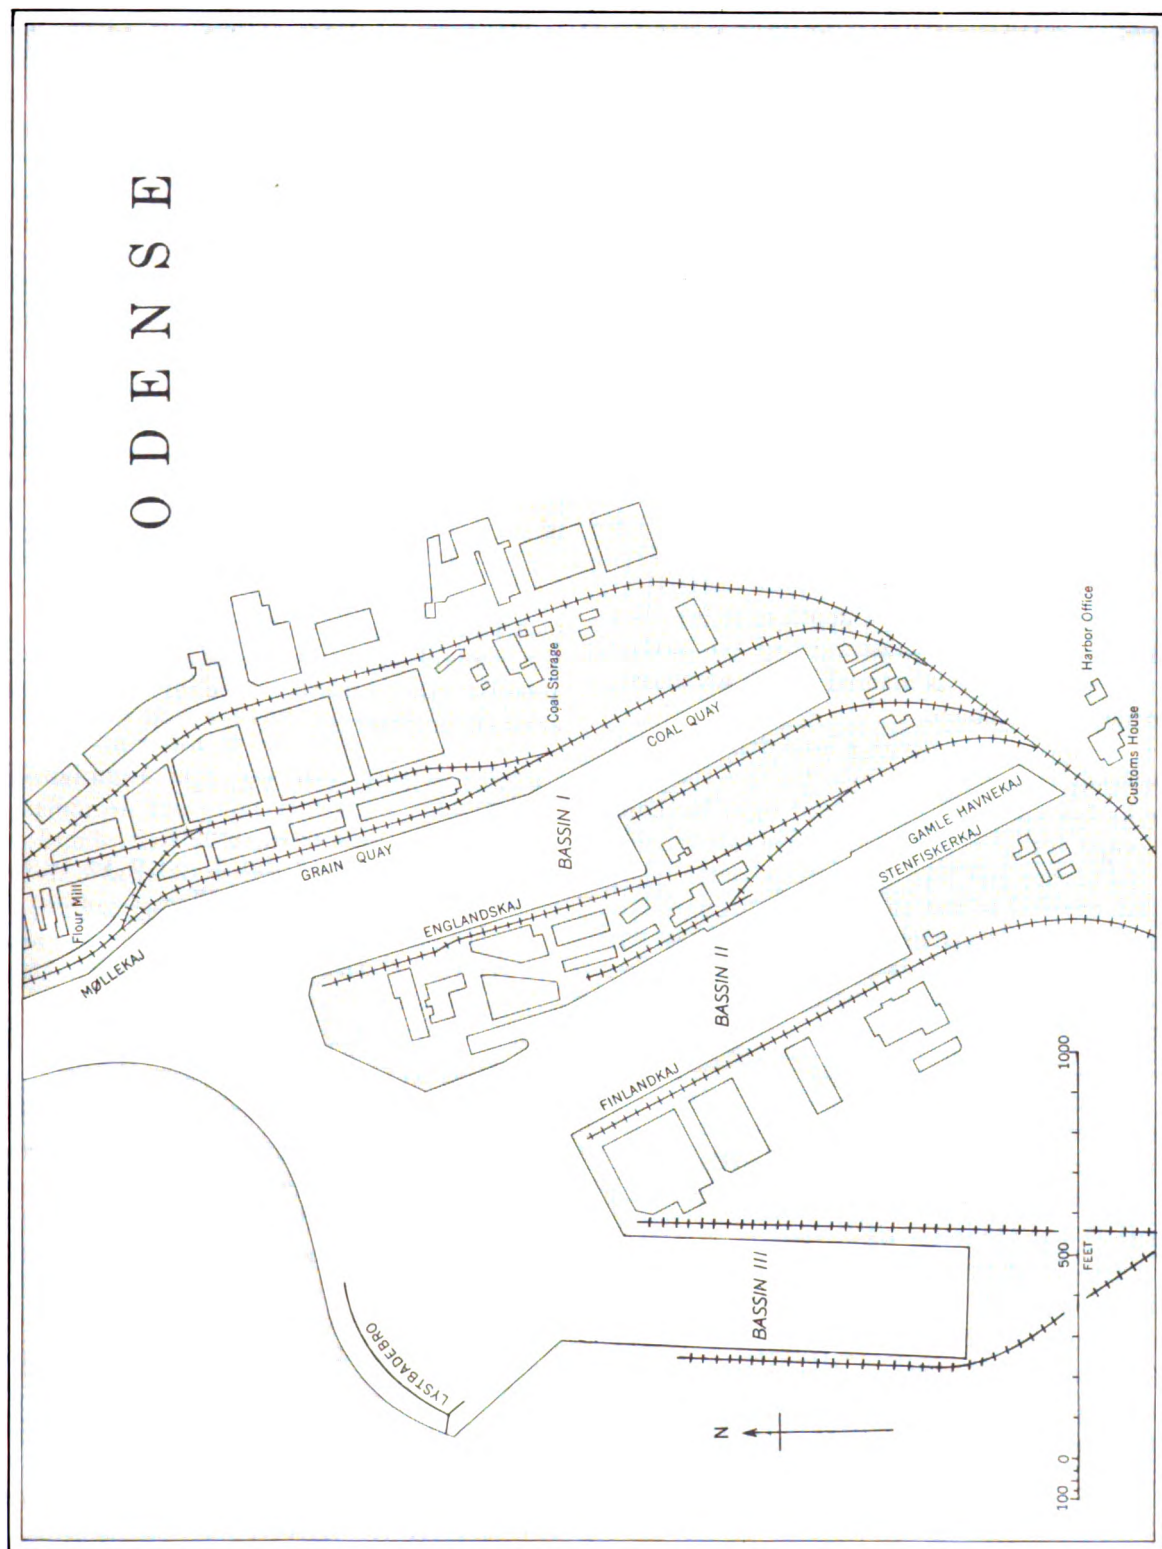 ODENSE
Flour Mill
MØLLEKAJ
GRAIN QUAY
Coal Storage
COAL QUAY
BASSIN I
ENGLANDSKAJ
BASSIN II
GAMLE HAVNEKAJ
STENFISKERKAJ
Harbor Office
Customs House
FINLANDKAJ
BASSIN III
LYSTBADEBRO
N
100 0 500 1000
FEET